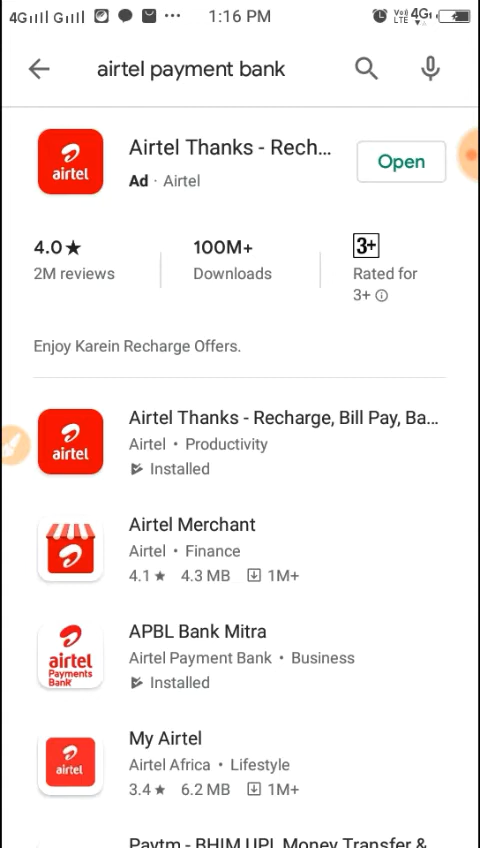 4G G ... 1:16 PM VoLTE 4G
airtel payment bank
airtel
Airtel Thanks - Rech...
Ad · Airtel
Open
4.0★ 100M+ 3+
2M reviews Downloads Rated for
3+
Enjoy Karein Recharge Offers.
airtel
Airtel Thanks - Recharge, Bill Pay, Ba...
Airtel • Productivity
Installed
Airtel Merchant
Airtel • Finance
4.1★ 4.3 MB 1M+
airtel
Payments
Bank
APBL Bank Mitra
Airtel Payment Bank • Business
Installed
airtel
My Airtel
Airtel Africa • Lifestyle
3.4★ 6.2 MB 1M+
Paytm - BHIM UPI, Money Transfer &